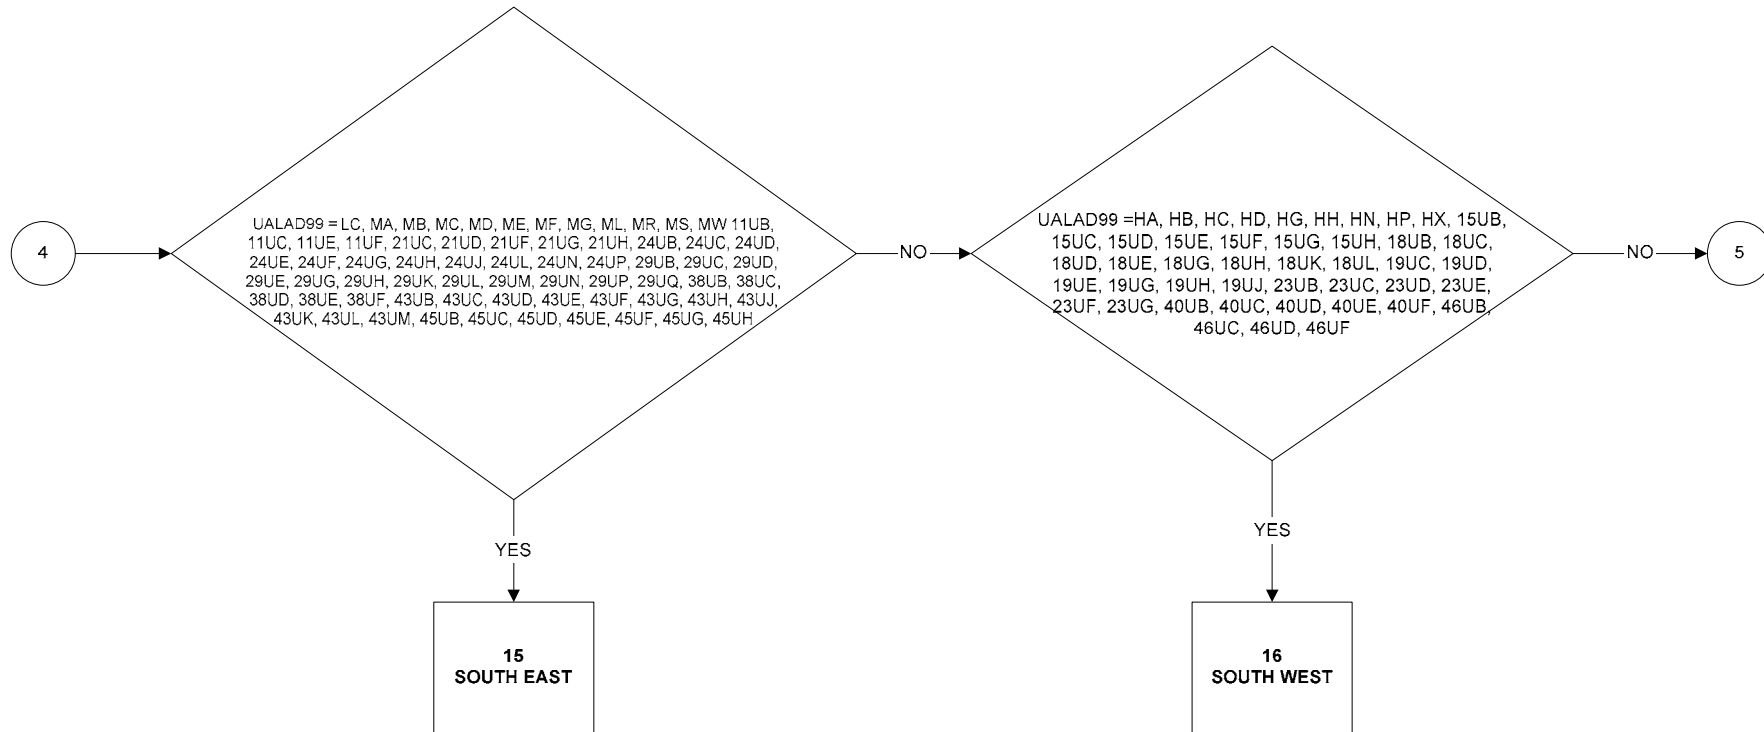 4
UALAD99 = LC, MA, MB, MC, MD, ME, MF, MG, ML, MR, MS, MW 11UB,
11UC, 11UE, 11UF, 21UC, 21UD, 21UF, 21UG, 21UH, 24UB, 24UC, 24UD,
24UE, 24UF, 24UG, 24UH, 24UJ, 24UL, 24UN, 24UP, 29UB, 29UC, 29UD,
29UE, 29UG, 29UH, 29UK, 29UL, 29UM, 29UN, 29UP, 29UQ, 38UB, 38UC,
38UD, 38UE, 38UF, 43UB, 43UC, 43UD, 43UE, 43UF, 43UG, 43UH, 43UJ,
43UK, 43UL, 43UM, 45UB, 45UC, 45UD, 45UE, 45UF, 45UG, 45UH
NO
UALAD99 =HA, HB, HC, HD, HG, HH, HN, HP, HX, 15UB,
15UC, 15UD, 15UE, 15UF, 15UG, 15UH, 18UB, 18UC,
18UD, 18UE, 18UG, 18UH, 18UK, 18UL, 19UC, 19UD,
19UE, 19UG, 19UH, 19UJ, 23UB, 23UC, 23UD, 23UE,
23UF, 23UG, 40UB, 40UC, 40UD, 40UE, 40UF, 46UB,
46UC, 46UD, 46UF
NO
5
YES
YES
15
SOUTH EAST
16
SOUTH WEST